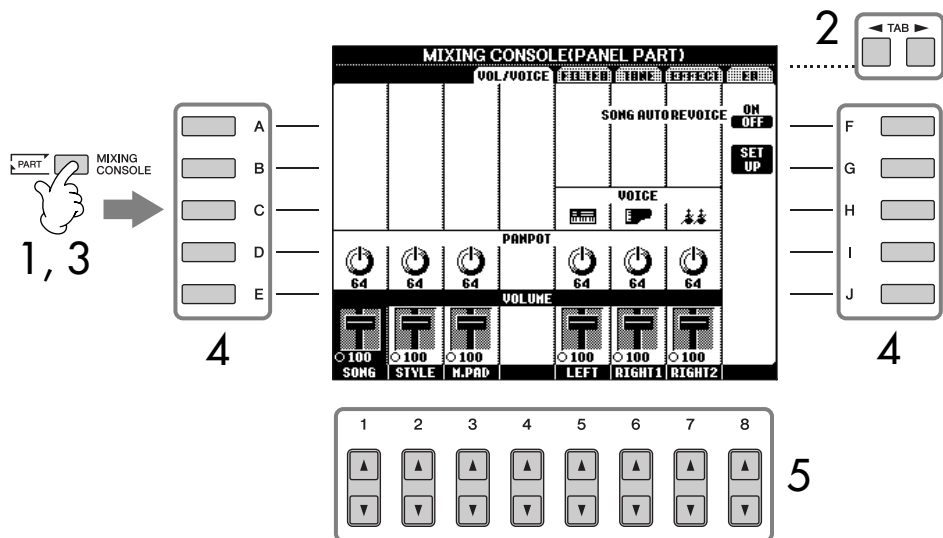 2
◄ TAB ►
MIXING CONSOLE(PANEL PART)
VOL/VOICE FILTER TUNE EFFECT EQ
SONG AUTO REVOICE ON
OFF
SET
UP
PART
MIXING
CONSOLE
1, 3
A
B
C
D
E
4
F
G
H
I
J
4
VOICE
PANPOT
64 64 64 64 64 64
VOLUME
100 100 100 100 100 100
SONG STYLE M.PAD LEFT RIGHT1 RIGHT2
1 2 3 4 5 6 7 8
5